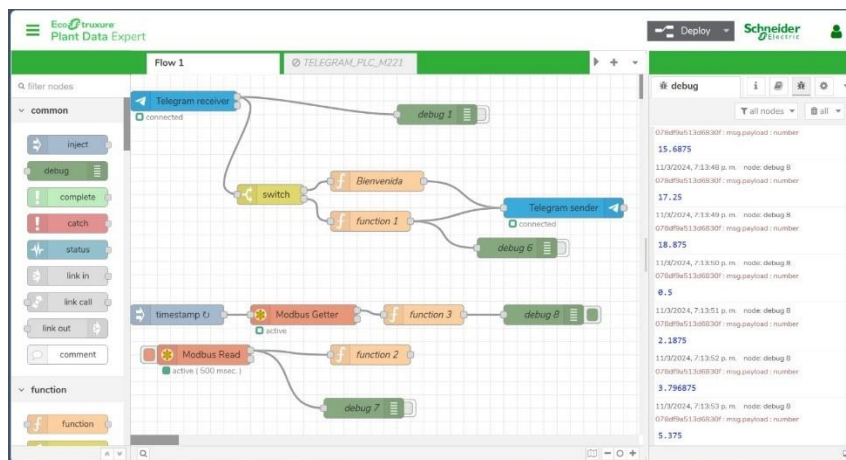 EcoStruxure
Plant Data Expert
Deploy
Schneider
Electric
Flow 1
TELEGRAM_PLC_M221
filter nodes
common
inject
debug
complete
catch
status
link in
link call
link out
comment
function
function
Telegram receiver
connected
debug 1
switch
Bienvenida
function 1
Telegram sender
connected
debug 6
timestamp ↻
Modbus Getter
active
function 3
debug 8
Modbus Read
active ( 500 msec. )
function 2
debug 7
debug
i
all nodes
all
078df9a513d6830f : msg.payload : number
15.6875
11/3/2024, 7:13:48 p. m. node: debug 8
078df9a513d6830f : msg.payload : number
17.25
11/3/2024, 7:13:49 p. m. node: debug 8
078df9a513d6830f : msg.payload : number
18.875
11/3/2024, 7:13:50 p. m. node: debug 8
078df9a513d6830f : msg.payload : number
0.5
11/3/2024, 7:13:51 p. m. node: debug 8
078df9a513d6830f : msg.payload : number
2.1875
11/3/2024, 7:13:52 p. m. node: debug 8
078df9a513d6830f : msg.payload : number
3.796875
11/3/2024, 7:13:53 p. m. node: debug 8
078df9a513d6830f : msg.payload : number
5.375